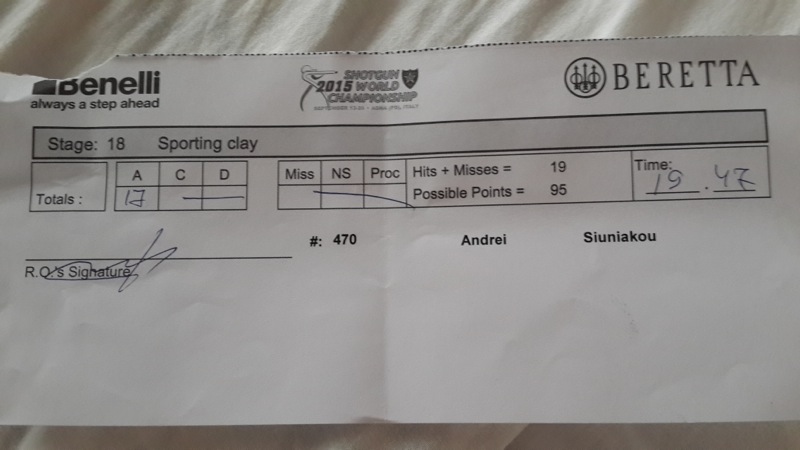 Benelli
always a step ahead
SHOTGUN
2015 WORLD
CHAMPIONSHIP
BERETTA
Stage: 18 Sporting clay
A C D
Totals : 17 —
Miss NS Proc
Hits + Misses = 19
Possible Points = 95
Time:
19.47
#: 470 Andrei Siuniakou
R.O.'s Signature